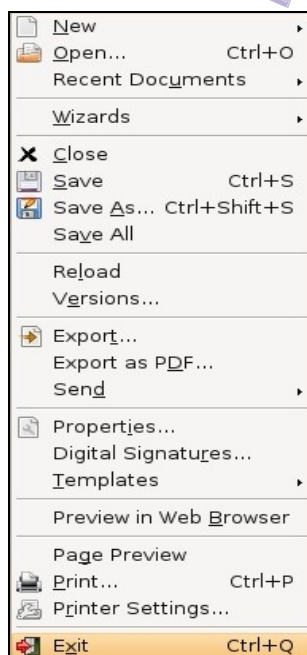 New
Open... Ctrl+O
Recent Documents
Wizards
Close
Save Ctrl+S
Save As... Ctrl+Shift+S
Save All
Reload
Versions...
Export...
Export as PDF...
Send
Properties...
Digital Signatures...
Templates
Preview in Web Browser
Page Preview
Print... Ctrl+P
Printer Settings...
Exit Ctrl+Q